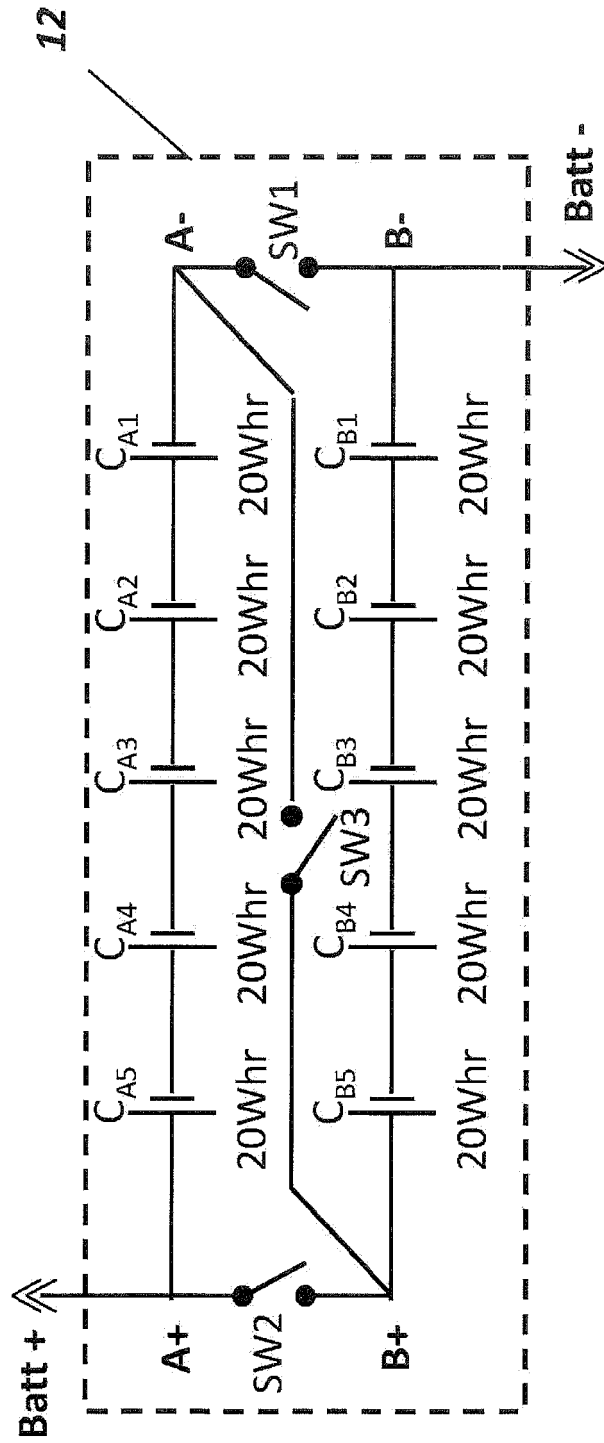 12
Batt +
A+
A-
C_A5
C_A4
C_A3
C_A2
C_A1
20Whr
20Whr
20Whr
20Whr
20Whr
SW2
SW3
SW1
B+
B-
C_B5
C_B4
C_B3
C_B2
C_B1
20Whr
20Whr
20Whr
20Whr
20Whr
Batt -